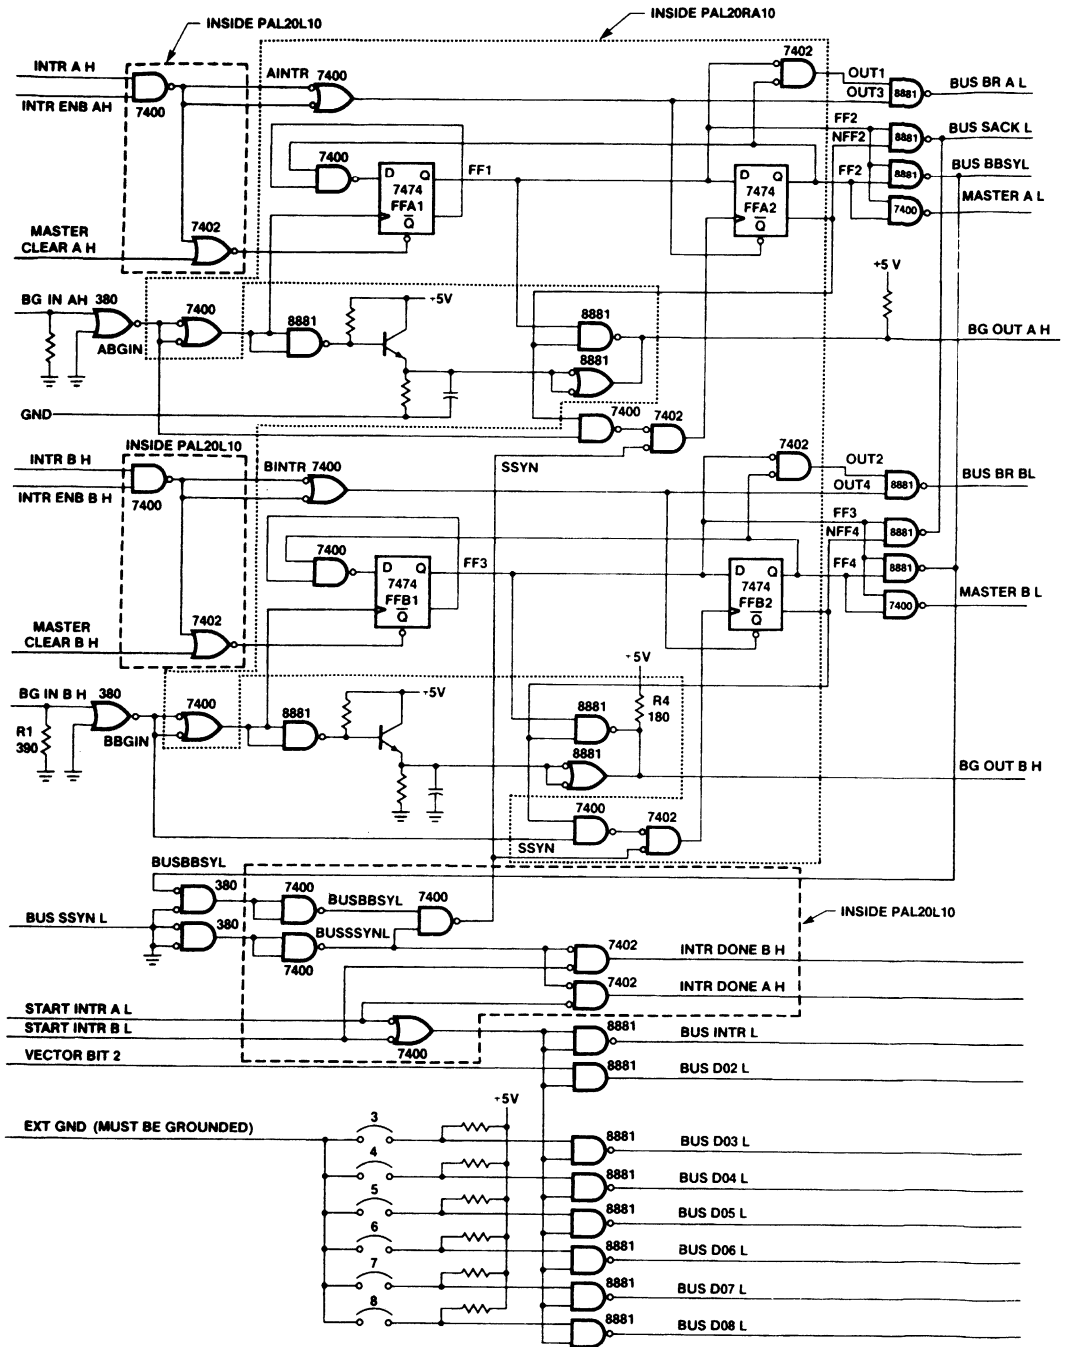 INSIDE PAL20L10
INSIDE PAL20RA10
INTR A H
INTR ENB AH
7400
AINTR
7400
7402
OUT1
OUT3
8881
BUS BR A L
FF2
NFF2
8881
BUS SACK L
7400
D Q
7474
FFA1
Q
FF1
D Q
7474
FFA2
Q
FF2
8881
BUS BBSYL
7400
MASTER A L
MASTER
CLEAR A H
7402
+5 V
BG IN AH
380
7400
ABGIN
8881
+5V
8881
8881
BG OUT A H
GND
7400
7402
SSYN
INSIDE PAL20L10
INTR B H
INTR ENB B H
7400
BINTR
7400
7402
OUT2
OUT4
8881
BUS BR BL
FF3
NFF4
8881
7400
D Q
7474
FFB1
Q
FF3
D Q
7474
FFB2
Q
FF4
8881
7400
MASTER B L
MASTER
CLEAR B H
7402
+5V
BG IN B H
380
R1
390
7400
BBGIN
8881
+5V
8881
R4
180
8881
BG OUT B H
7400
7402
SSYN
BUSBBSYL
380
7400
BUSBBSYL
7400
INSIDE PAL20L10
BUS SSYN L
380
7400
BUSSSYNL
7402
INTR DONE B H
7402
INTR DONE A H
START INTR A L
START INTR B L
7400
8881
BUS INTR L
VECTOR BIT 2
8881
BUS D02 L
+5V
EXT GND (MUST BE GROUNDED)
3
8881
BUS D03 L
4
8881
BUS D04 L
5
8881
BUS D05 L
6
8881
BUS D06 L
7
8881
BUS D07 L
8
8881
BUS D08 L